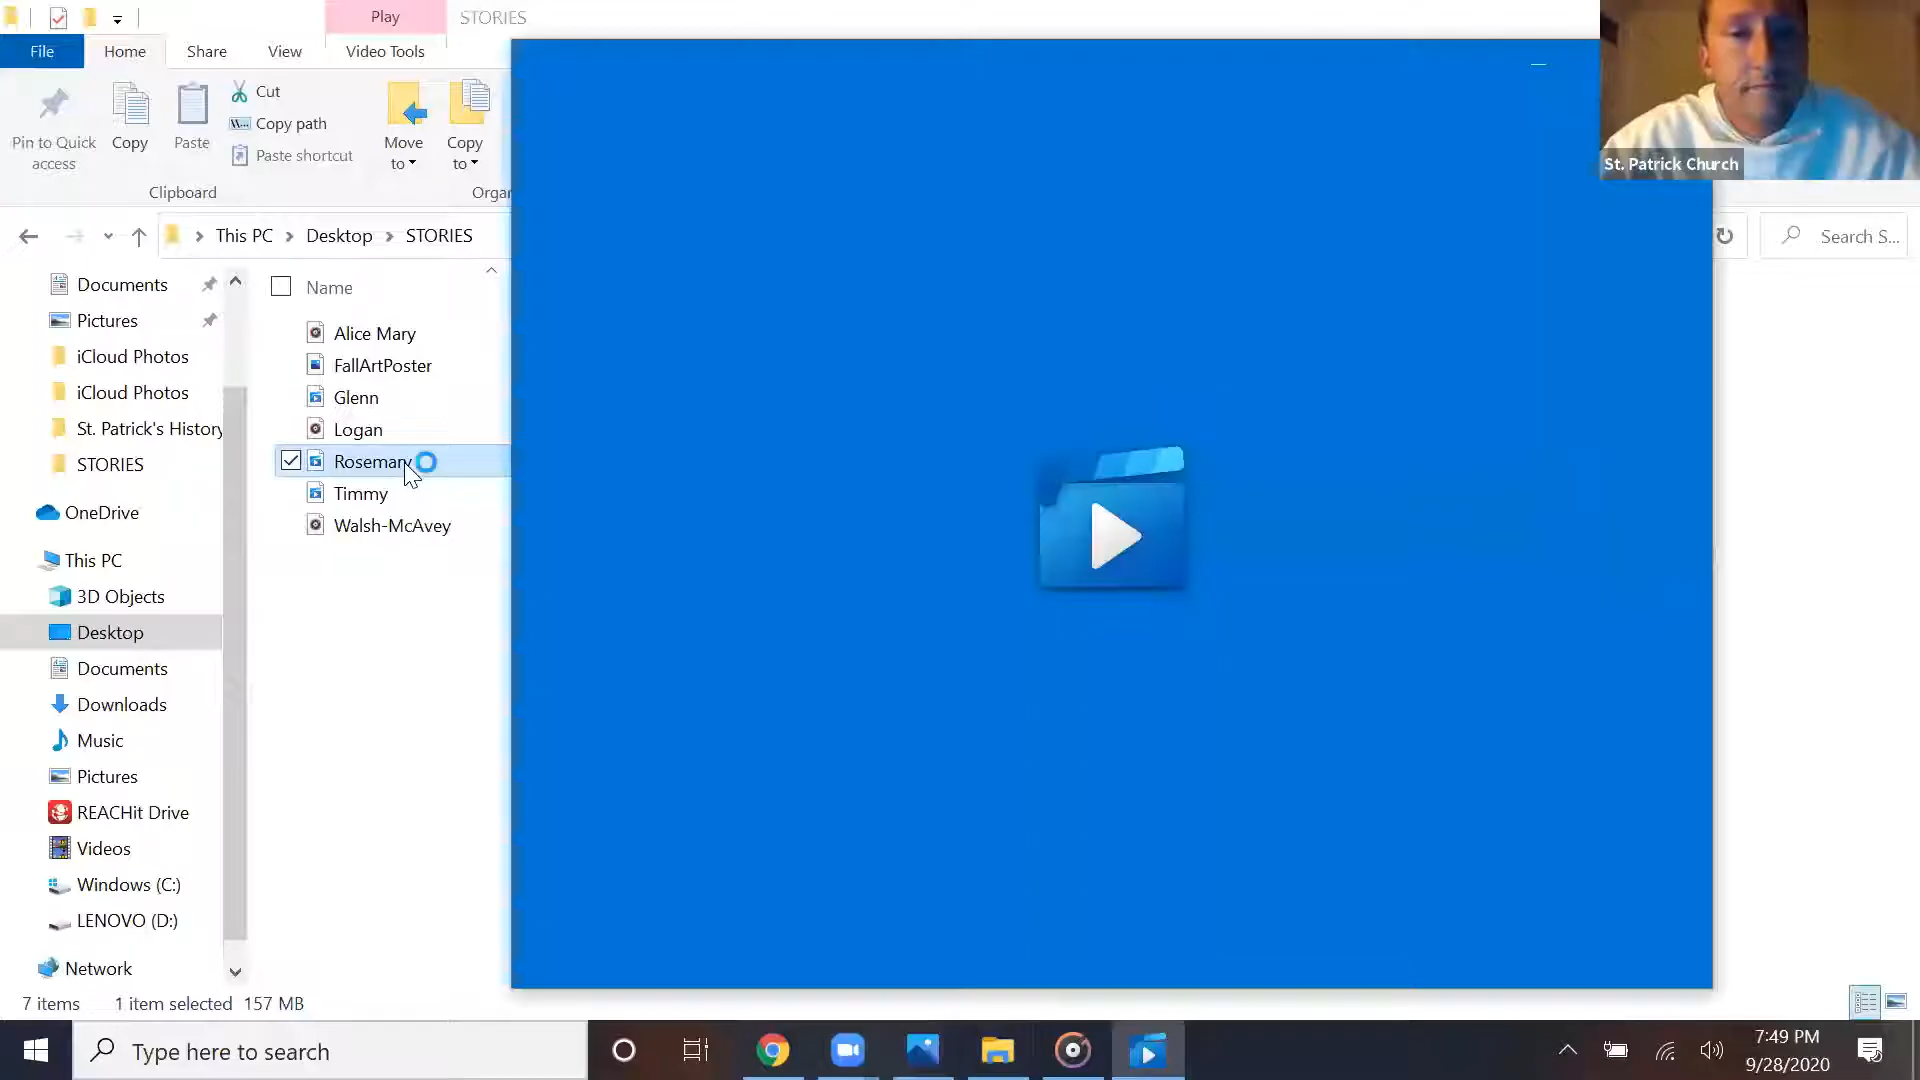 Play
STORIES
File
Home
Share
View
Video Tools
Pin to Quick access
Copy
Paste
Cut
Copy path
Paste shortcut
Move to
Copy to
Clipboard
Organ
St. Patrick Church
This PC
Desktop
STORIES
Search S...
Documents
Pictures
iCloud Photos
iCloud Photos
St. Patrick's History
STORIES
OneDrive
This PC
3D Objects
Desktop
Documents
Downloads
Music
Pictures
REACHit Drive
Videos
Windows (C:)
LENOVO (D:)
Network
Name
Alice Mary
FallArtPoster
Glenn
Logan
Rosemary
Timmy
Walsh-McAvey
7 items
1 item selected 157 MB
Type here to search
7:49 PM
9/28/2020